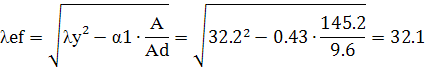 λef = √(λy² − α1 · A/Ad) = √(32.2² − 0.43 · 145.2/9.6) = 32.1